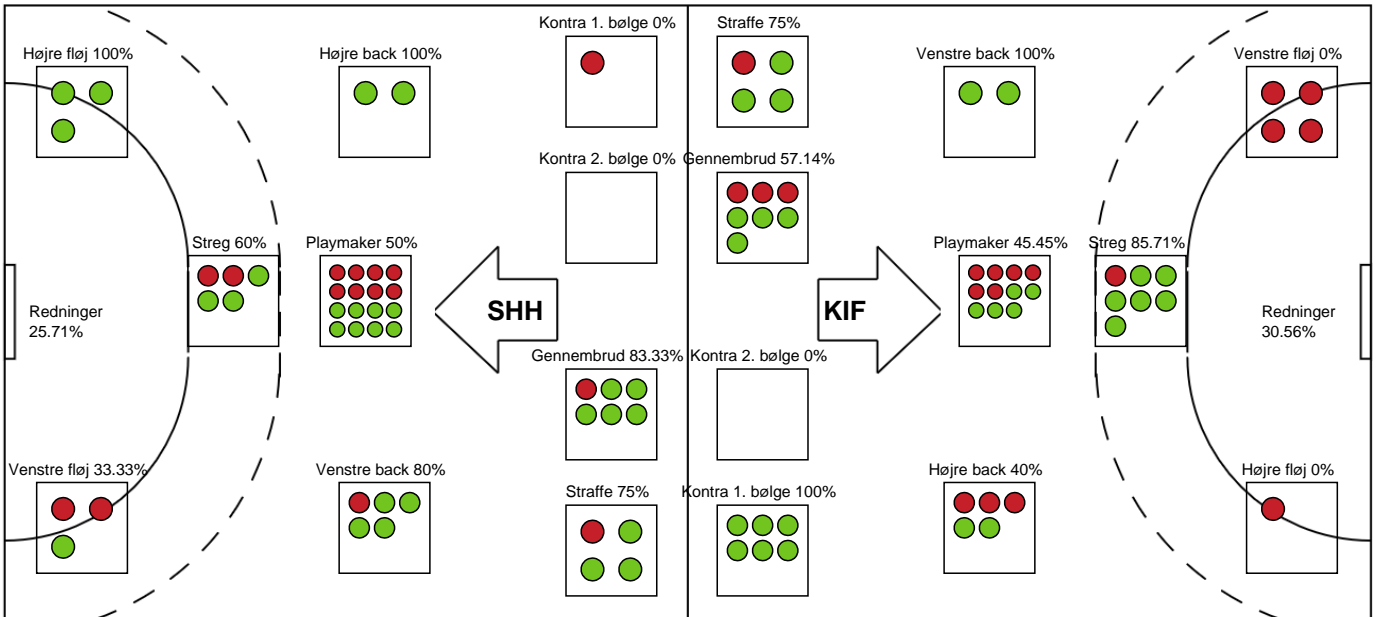 Kontra 1. bølge 0%
Straffe 75%
Højre fløj 100%
Højre back 100%
Venstre back 100%
Venstre fløj 0%
Kontra 2. bølge 0%
Gennembrud 57.14%
Streg 60%
Playmaker 50%
Playmaker 45.45%
Streg 85.71%
Redninger
25.71%
SHH
KIF
Redninger
30.56%
Gennembrud 83.33%
Kontra 2. bølge 0%
Venstre fløj 33.33%
Venstre back 80%
Højre back 40%
Højre fløj 0%
Straffe 75%
Kontra 1. bølge 100%